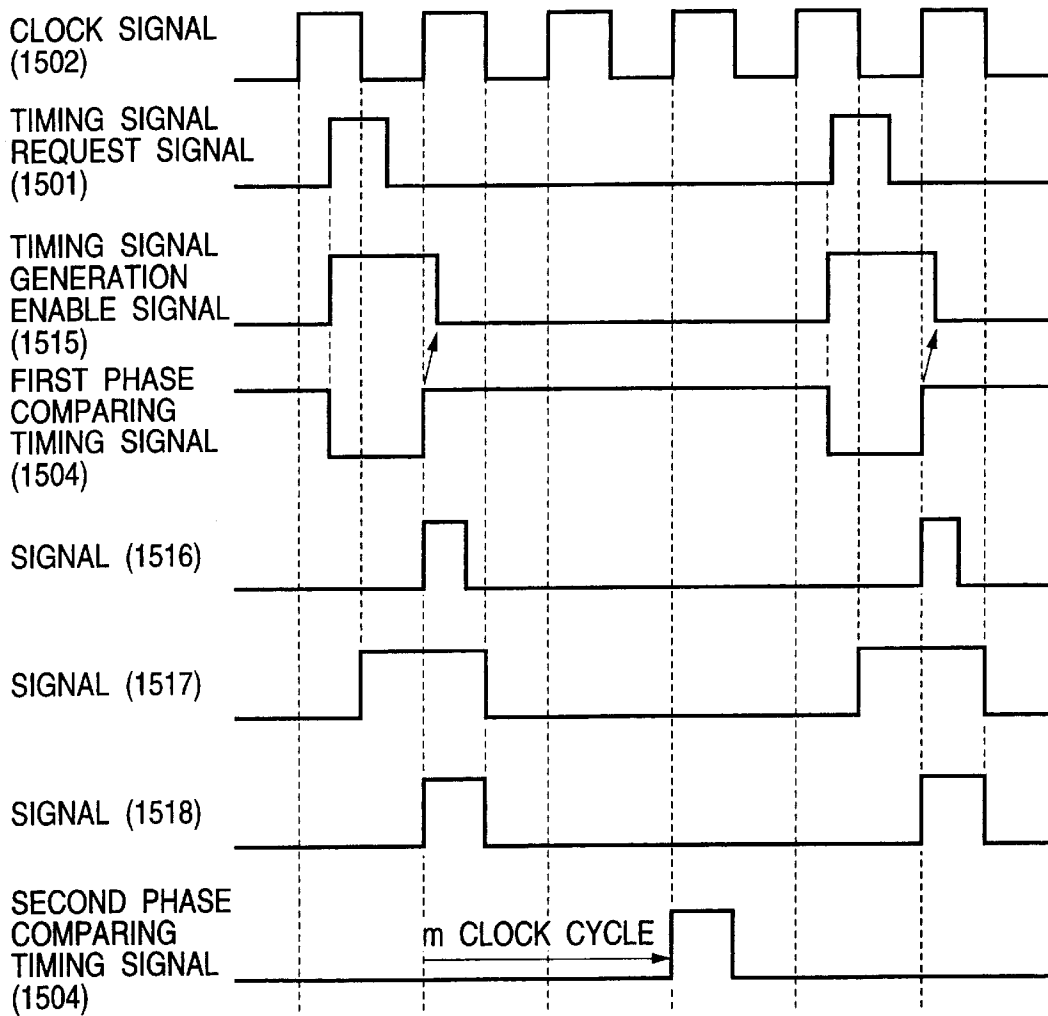 CLOCK SIGNAL
(1502)
TIMING SIGNAL
REQUEST SIGNAL
(1501)
TIMING SIGNAL
GENERATION
ENABLE SIGNAL
(1515)
FIRST PHASE
COMPARING
TIMING SIGNAL
(1504)
SIGNAL (1516)
SIGNAL (1517)
SIGNAL (1518)
SECOND PHASE
COMPARING
TIMING SIGNAL
(1504)
m CLOCK CYCLE